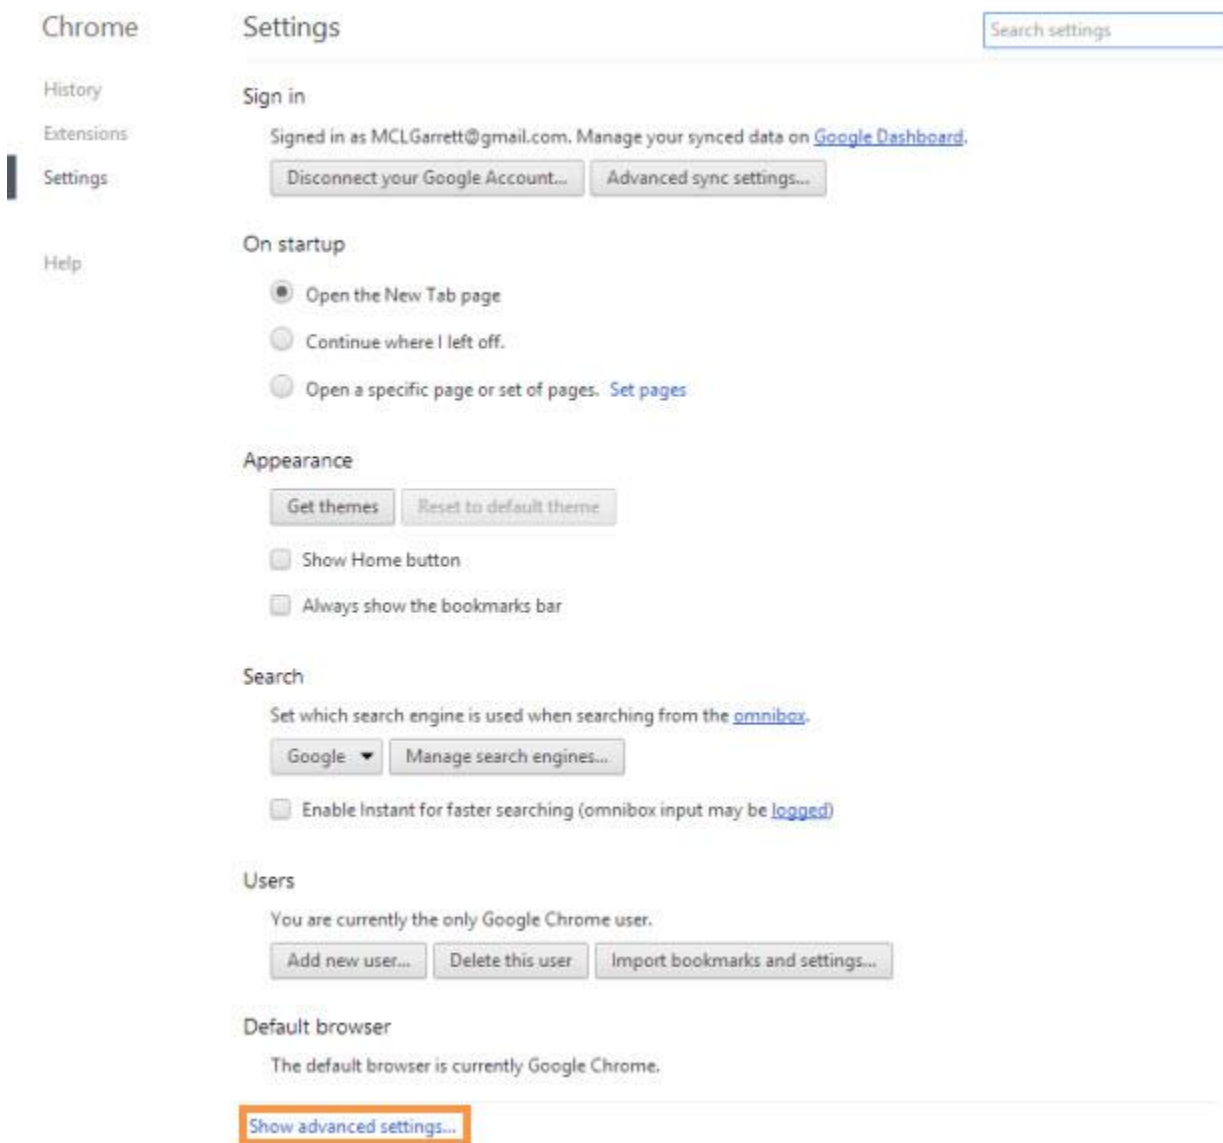 Chrome
Settings
Search settings
History
Extensions
Settings
Help
Sign in
Signed in as MCLGarrett@gmail.com. Manage your synced data on Google Dashboard.
Disconnect your Google Account... Advanced sync settings...
On startup
Open the New Tab page
Continue where I left off.
Open a specific page or set of pages. Set pages
Appearance
Get themes Reset to default theme
Show Home button
Always show the bookmarks bar
Search
Set which search engine is used when searching from the omnibox.
Google Manage search engines...
Enable Instant for faster searching (omnibox input may be logged)
Users
You are currently the only Google Chrome user.
Add new user... Delete this user Import bookmarks and settings...
Default browser
The default browser is currently Google Chrome.
Show advanced settings...